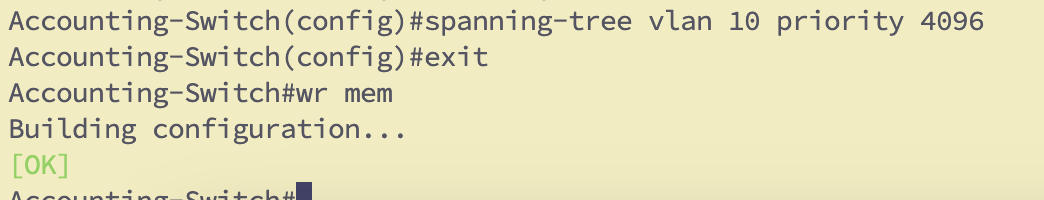 Accounting-Switch(config)#spanning-tree vlan 10 priority 4096
Accounting-Switch(config)#exit
Accounting-Switch#wr mem
Building configuration...
[OK]
Accounting-Switch#